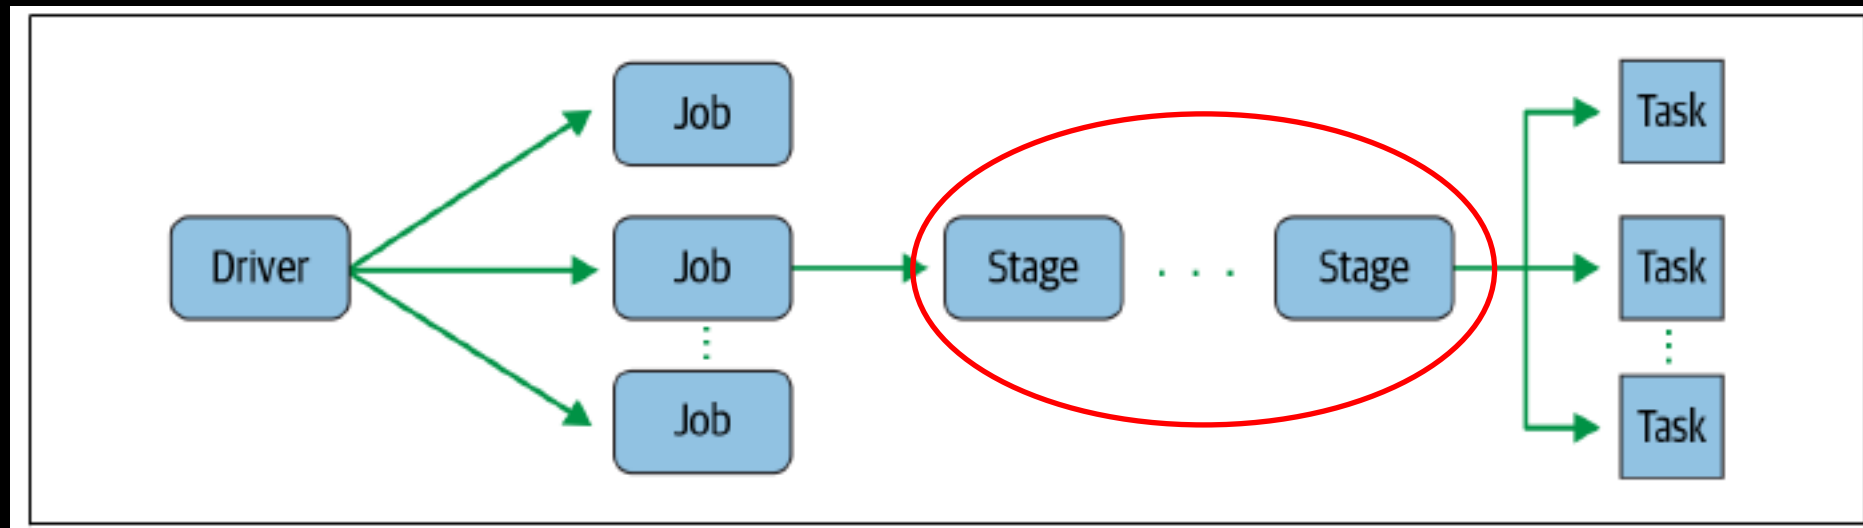 Driver
Job
Job
Job
Stage
. . .
Stage
Task
Task
Task